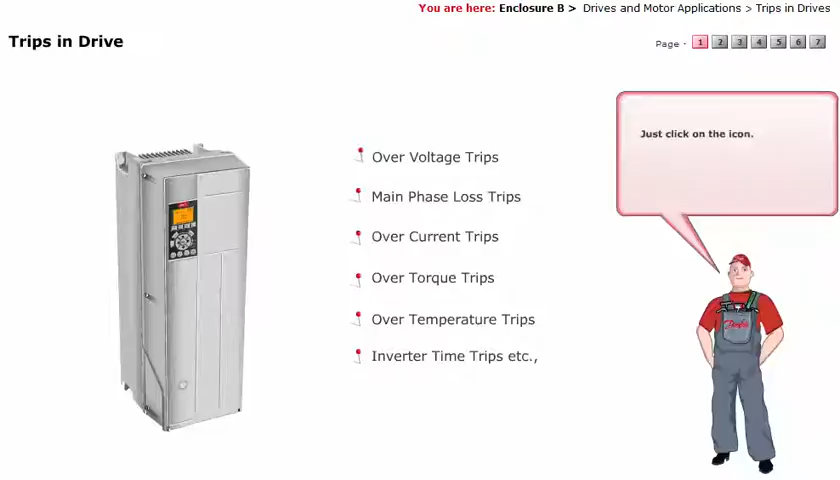 You are here: Enclosure B > Drives and Motor Applications > Trips in Drives
Trips in Drive
Page - 1 2 3 4 5 6 7
Just click on the icon.
Over Voltage Trips
Main Phase Loss Trips
Over Current Trips
Over Torque Trips
Over Temperature Trips
Inverter Time Trips etc.,
Danfoss